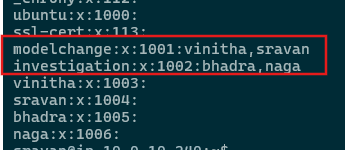 _chrony:x:112:
ubuntu:x:1000:
ssl-cert:x:113:
modelchange:x:1001:vinitha,sravan
investigation:x:1002:bhadra,naga
vinitha:x:1003:
sravan:x:1004:
bhadra:x:1005:
naga:x:1006:
sravan@ip-10-0-10-240:~$